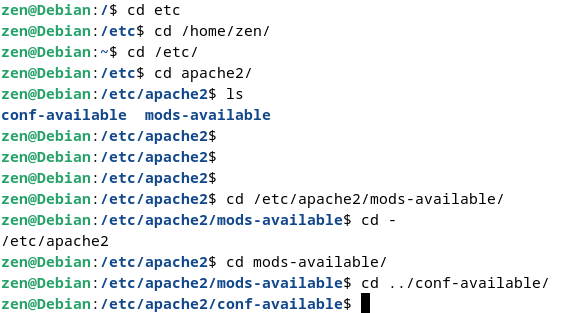 zen@Debian:/$ cd etc
zen@Debian:/etc$ cd /home/zen/
zen@Debian:~$ cd /etc/
zen@Debian:/etc$ cd apache2/
zen@Debian:/etc/apache2$ ls
conf-available  mods-available
zen@Debian:/etc/apache2$
zen@Debian:/etc/apache2$
zen@Debian:/etc/apache2$
zen@Debian:/etc/apache2$ cd /etc/apache2/mods-available/
zen@Debian:/etc/apache2/mods-available$ cd -
/etc/apache2
zen@Debian:/etc/apache2$ cd mods-available/
zen@Debian:/etc/apache2/mods-available$ cd ../conf-available/
zen@Debian:/etc/apache2/conf-available$